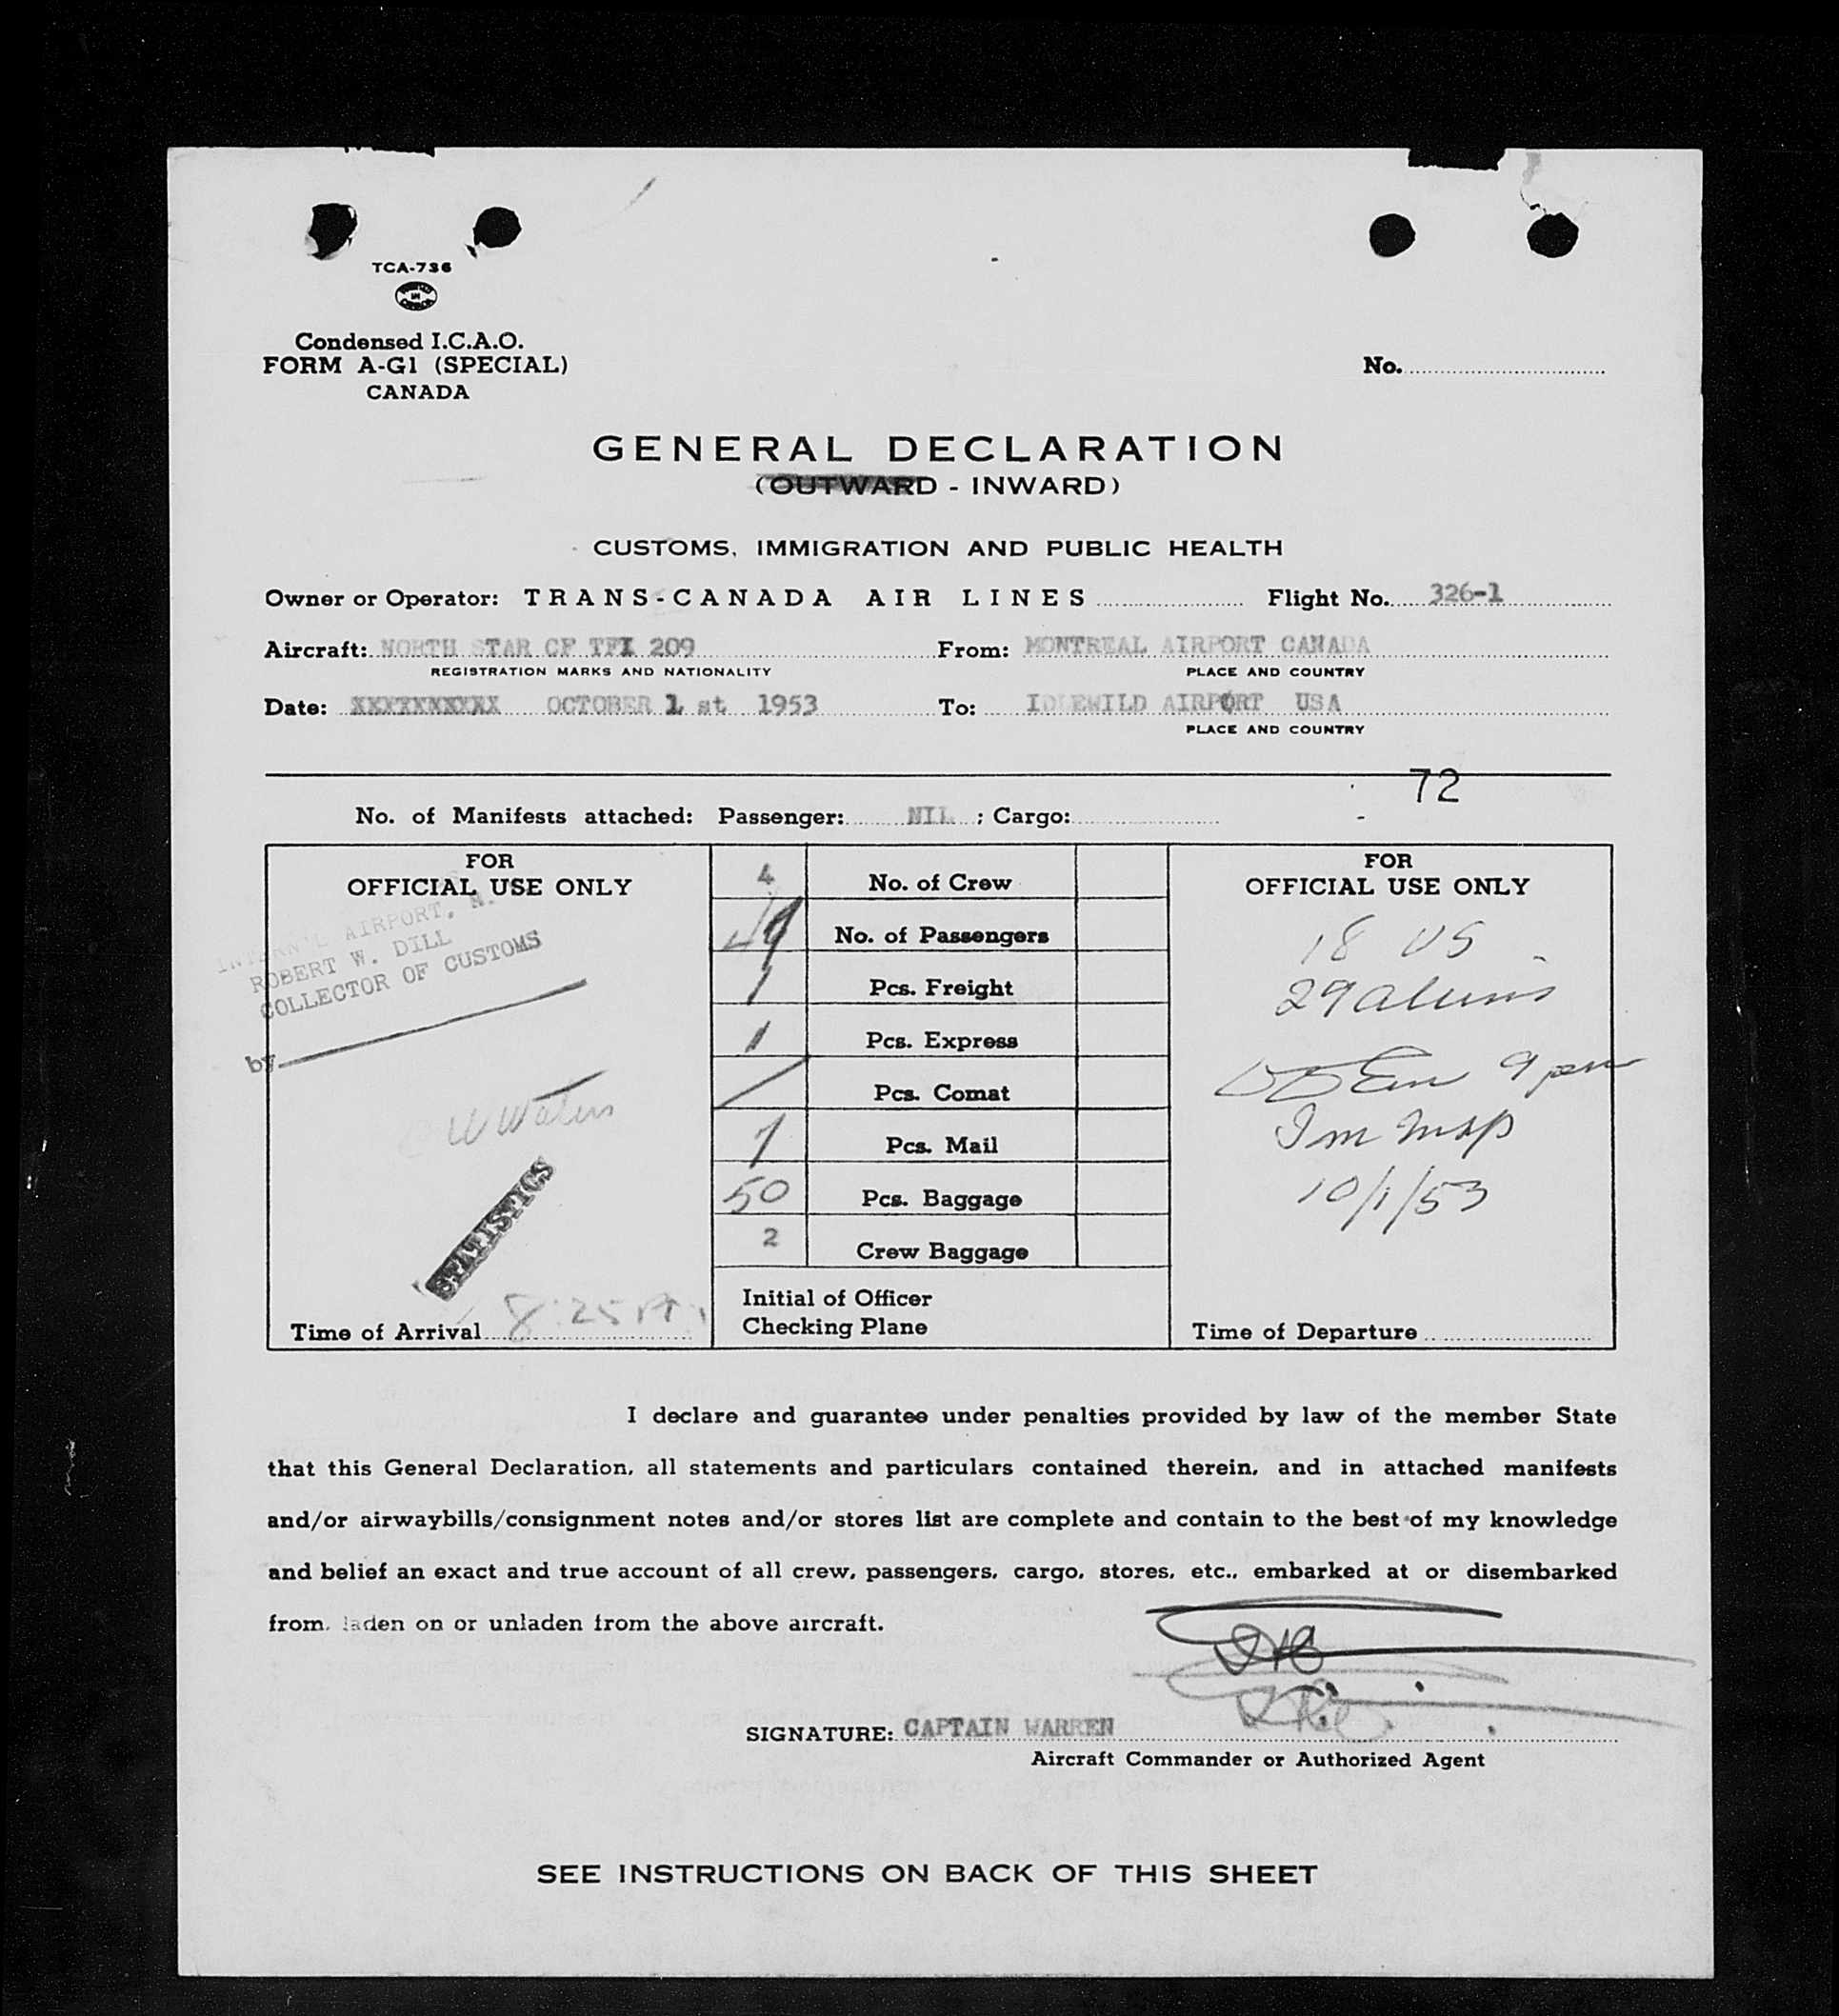 TCA-736
Condensed I.C.A.O.
FORM A-G1 (SPECIAL)
CANADA
No.
GENERAL DECLARATION
(OUTWARD - INWARD)
CUSTOMS, IMMIGRATION AND PUBLIC HEALTH
Owner or Operator: TRANS-CANADA AIR LINES Flight No. 326-1
Aircraft: NORTH STAR CF TFX 209 From: MONTREAL AIRPORT CANADA
REGISTRATION MARKS AND NATIONALITY PLACE AND COUNTRY
Date: XXXXXXXXXX OCTOBER 1 st 1953 To: IDLEWILD AIRPORT USA
PLACE AND COUNTRY
72
No. of Manifests attached: Passenger: NIL ; Cargo:
FOR
OFFICIAL USE ONLY
AIRPORT, N.
ROBERT W. DILL
COLLECTOR OF CUSTOMS
by
W Waters
STATISTICS
Time of Arrival 8:25 P
4 No. of Crew
49 No. of Passengers
1 Pcs. Freight
1 Pcs. Express
/ Pcs. Comat
1 Pcs. Mail
50 Pcs. Baggage
2 Crew Baggage
Initial of Officer
Checking Plane
FOR
OFFICIAL USE ONLY
18 US
29 aliens
9 pm
Imm Insp
10/1/53
Time of Departure
I declare and guarantee under penalties provided by law of the member State
that this General Declaration, all statements and particulars contained therein, and in attached manifests
and/or airwaybills/consignment notes and/or stores list are complete and contain to the best of my knowledge
and belief an exact and true account of all crew, passengers, cargo, stores, etc., embarked at or disembarked
from, laden on or unladen from the above aircraft.
SIGNATURE: CAPTAIN WARREN
Aircraft Commander or Authorized Agent
SEE INSTRUCTIONS ON BACK OF THIS SHEET